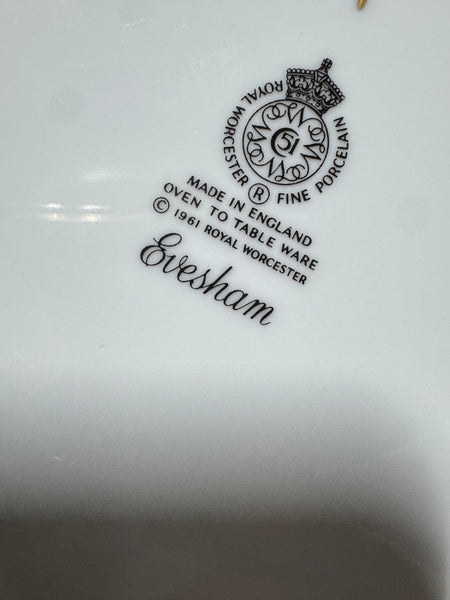 ROYAL WORCESTER ® FINE PORCELAIN
51
MADE IN ENGLAND
OVEN TO TABLE WARE
© 1961 ROYAL WORCESTER
Evesham